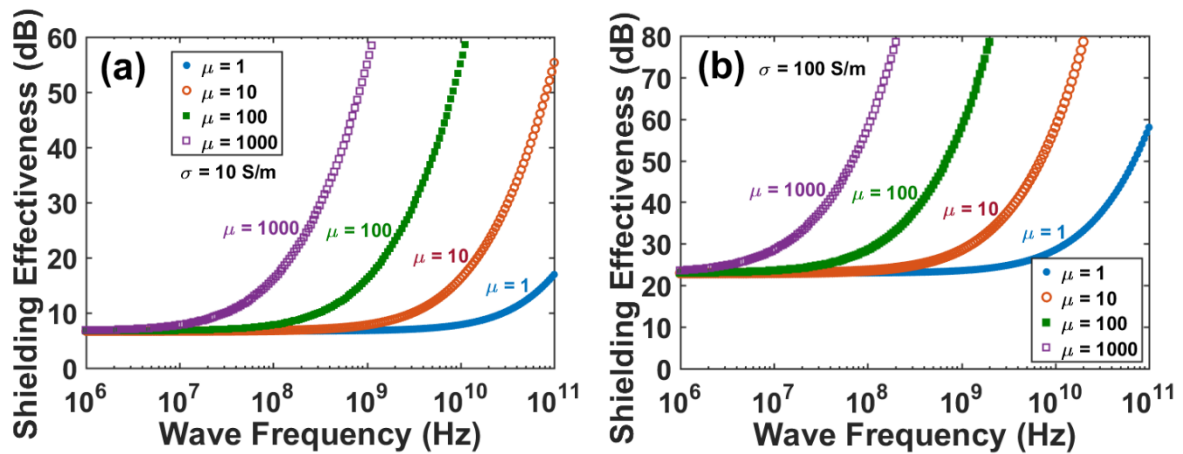 (a)
Shielding Effectiveness (dB)
60
50
40
30
20
10
0
μ = 1
μ = 10
μ = 100
μ = 1000
σ = 10 S/m
μ = 1000
μ = 100
μ = 10
μ = 1
10⁶ 10⁷ 10⁸ 10⁹ 10¹⁰ 10¹¹
Wave Frequency (Hz)
(b)
Shielding Effectiveness (dB)
80
70
60
50
40
30
20
10
0
σ = 100 S/m
μ = 1000
μ = 100
μ = 10
μ = 1
μ = 1
μ = 10
μ = 100
μ = 1000
10⁶ 10⁷ 10⁸ 10⁹ 10¹⁰ 10¹¹
Wave Frequency (Hz)